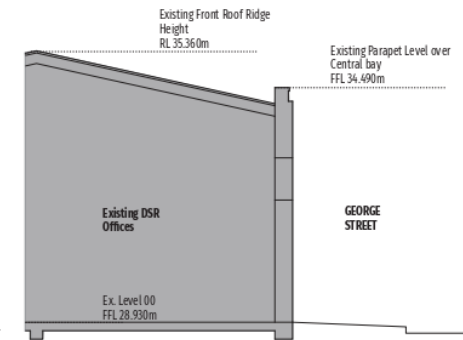 Existing Front Roof Ridge
Height
RL 35.360m
Existing Parapet Level over
Central bay
FFL 34.490m
Existing DSR
Offices
GEORGE
STREET
Ex. Level 00
FFL 28.930m